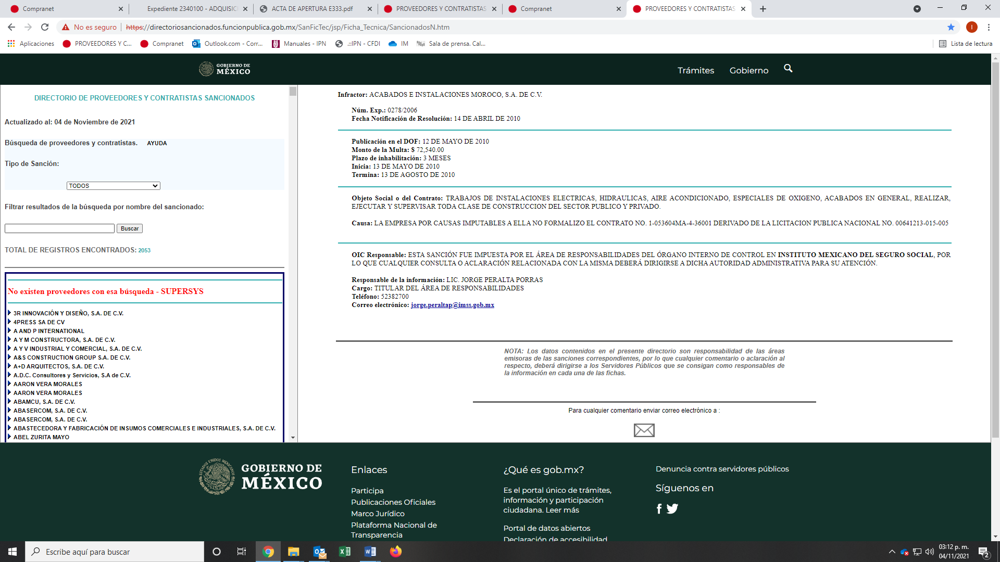 Compranet
Expediente 2340100 - ADQUISIC
ACTA DE APERTURA E333.pdf
PROVEEDORES Y CONTRATISTAS
Compranet
PROVEEDORES Y CONTRATISTAS
No es seguro
https://directoriosancionados.funcionpublica.gob.mx/SanFicTec/jsp/Ficha_Tecnica/SancionadosN.htm
I
Aplicaciones
PROVEEDORES Y C...
Compranet
Outlook.com - Corr...
Manuales - IPN
.::IPN - CFDI
IM
Sala de prensa. Cal...
Lista de lectura
GOBIERNO DE
MÉXICO
Trámites
Gobierno
DIRECTORIO DE PROVEEDORES Y CONTRATISTAS SANCIONADOS
Actualizado al: 04 de Noviembre de 2021
Búsqueda de proveedores y contratistas. AYUDA
Tipo de Sanción:
TODOS
Filtrar resultados de la búsqueda por nombre del sancionado:
Buscar
TOTAL DE REGISTROS ENCONTRADOS: 2053
No existen proveedores con esa búsqueda - SUPERSYS
3R INNOVACIÓN Y DISEÑO, S.A. DE C.V.
4PRESS SA DE CV
A AND P INTERNATIONAL
A Y M CONSTRUCTORA, S.A. DE C.V.
A Y V INDUSTRIAL Y COMERCIAL, S.A. DE C.V.
A&S CONSTRUCTION GROUP S.A. DE C.V.
A+D ARQUITECTOS, S.A. DE C.V.
A.D.C. Consultores y Servicios, S.A de C.V.
AARON VERA MORALES
AARON VERA MORALES
ABAMCU, S.A. DE C.V.
ABASERCOM, S.A. DE C.V.
ABASERCOM, S.A. DE C.V.
ABASTECEDORA Y FABRICACIÓN DE INSUMOS COMERCIALES E INDUSTRIALES, S.A. DE C.V.
ABEL ZURITA MAYO
Infractor: ACABADOS E INSTALACIONES MOROCO, S.A. DE C.V.
Núm. Exp.: 0278/2006
Fecha Notificación de Resolución: 14 DE ABRIL DE 2010
Publicación en el DOF: 12 DE MAYO DE 2010
Monto de la Multa: $ 72,540.00
Plazo de inhabilitación: 3 MESES
Inicia: 13 DE MAYO DE 2010
Termina: 13 DE AGOSTO DE 2010
Objeto Social o del Contrato: TRABAJOS DE INSTALACIONES ELECTRICAS, HIDRAULICAS, AIRE ACONDICIONADO, ESPECIALES DE OXIGENO, ACABADOS EN GENERAL, REALIZAR,
EJECUTAR Y SUPERVISAR TODA CLASE DE CONSTRUCCION DEL SECTOR PUBLICO Y PRIVADO.
Causa: LA EMPRESA POR CAUSAS IMPUTABLES A ELLA NO FORMALIZO EL CONTRATO NO. 1-053604MA-4-36001 DERIVADO DE LA LICITACION PUBLICA NACIONAL NO. 00641213-015-005
OIC Responsable: ESTA SANCIÓN FUE IMPUESTA POR EL ÁREA DE RESPONSABILIDADES DEL ÓRGANO INTERNO DE CONTROL EN INSTITUTO MEXICANO DEL SEGURO SOCIAL, POR
LO QUE CUALQUIER CONSULTA O ACLARACIÓN RELACIONADA CON LA MISMA DEBERÁ DIRIGIRSE A DICHA AUTORIDAD ADMINISTRATIVA PARA SU ATENCIÓN.
Responsable de la información: LIC. JORGE PERALTA PORRAS
Cargo: TITULAR DEL ÁREA DE RESPONSABILIDADES
Teléfono: 52382700
Correo electrónico: jorge.peraltap@imss.gob.mx
NOTA: Los datos contenidos en el presente directorio son responsabilidad de las áreas
emisoras de las sanciones correspondientes, por lo que cualquier comentario o aclaración al
respecto, deberá dirigirse a los Servidores Públicos que se consigan como responsables de
la información en cada una de las fichas.
Para cualquier comentario enviar correo electrónico a :
ESTADOS UNIDOS MEXICANOS
GOBIERNO DE
MÉXICO
Enlaces
Participa
Publicaciones Oficiales
Marco Jurídico
Plataforma Nacional de
Transparencia
¿Qué es gob.mx?
Es el portal único de trámites,
información y participación
ciudadana. Leer más
Portal de datos abiertos
Declaración de accesibilidad
Denuncia contra servidores públicos
Síguenos en
Escribe aquí para buscar
03:12 p. m.
04/11/2021
2